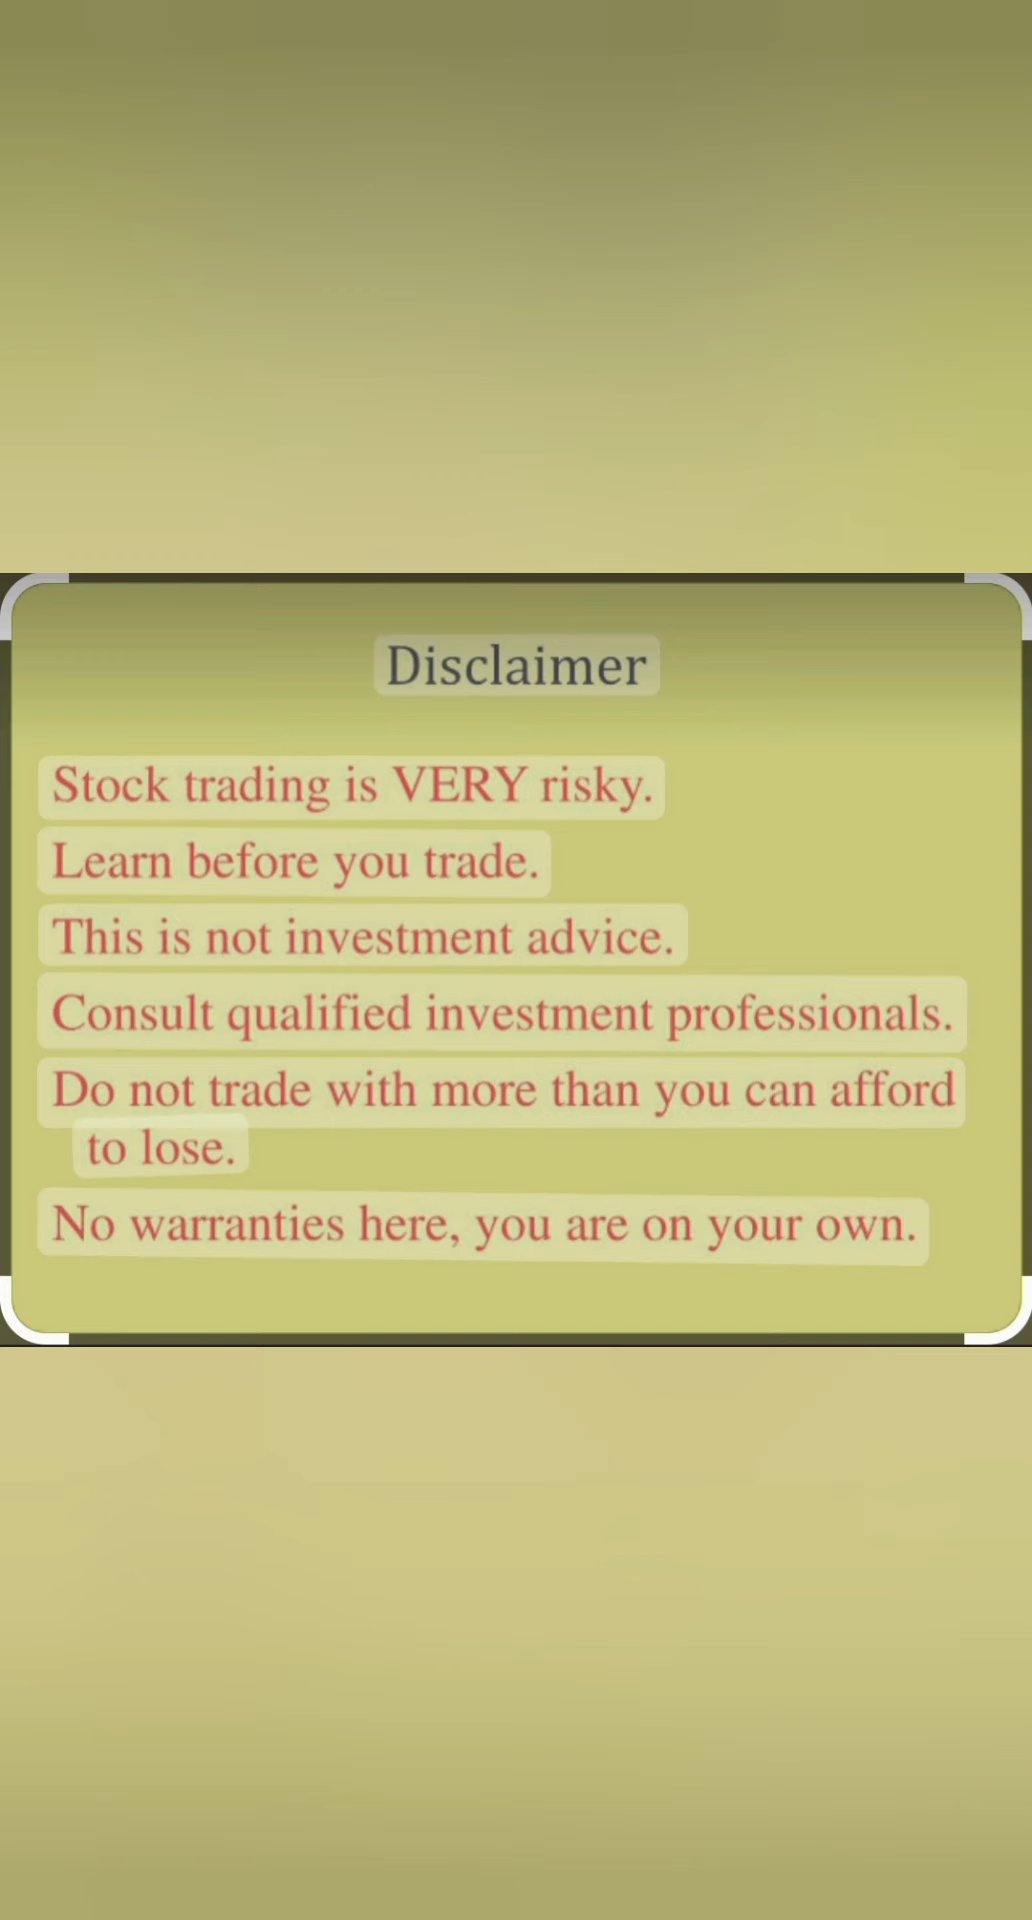 Disclaimer
Stock trading is VERY risky.
Learn before you trade.
This is not investment advice.
Consult qualified investment professionals.
Do not trade with more than you can afford
to lose.
No warranties here, you are on your own.